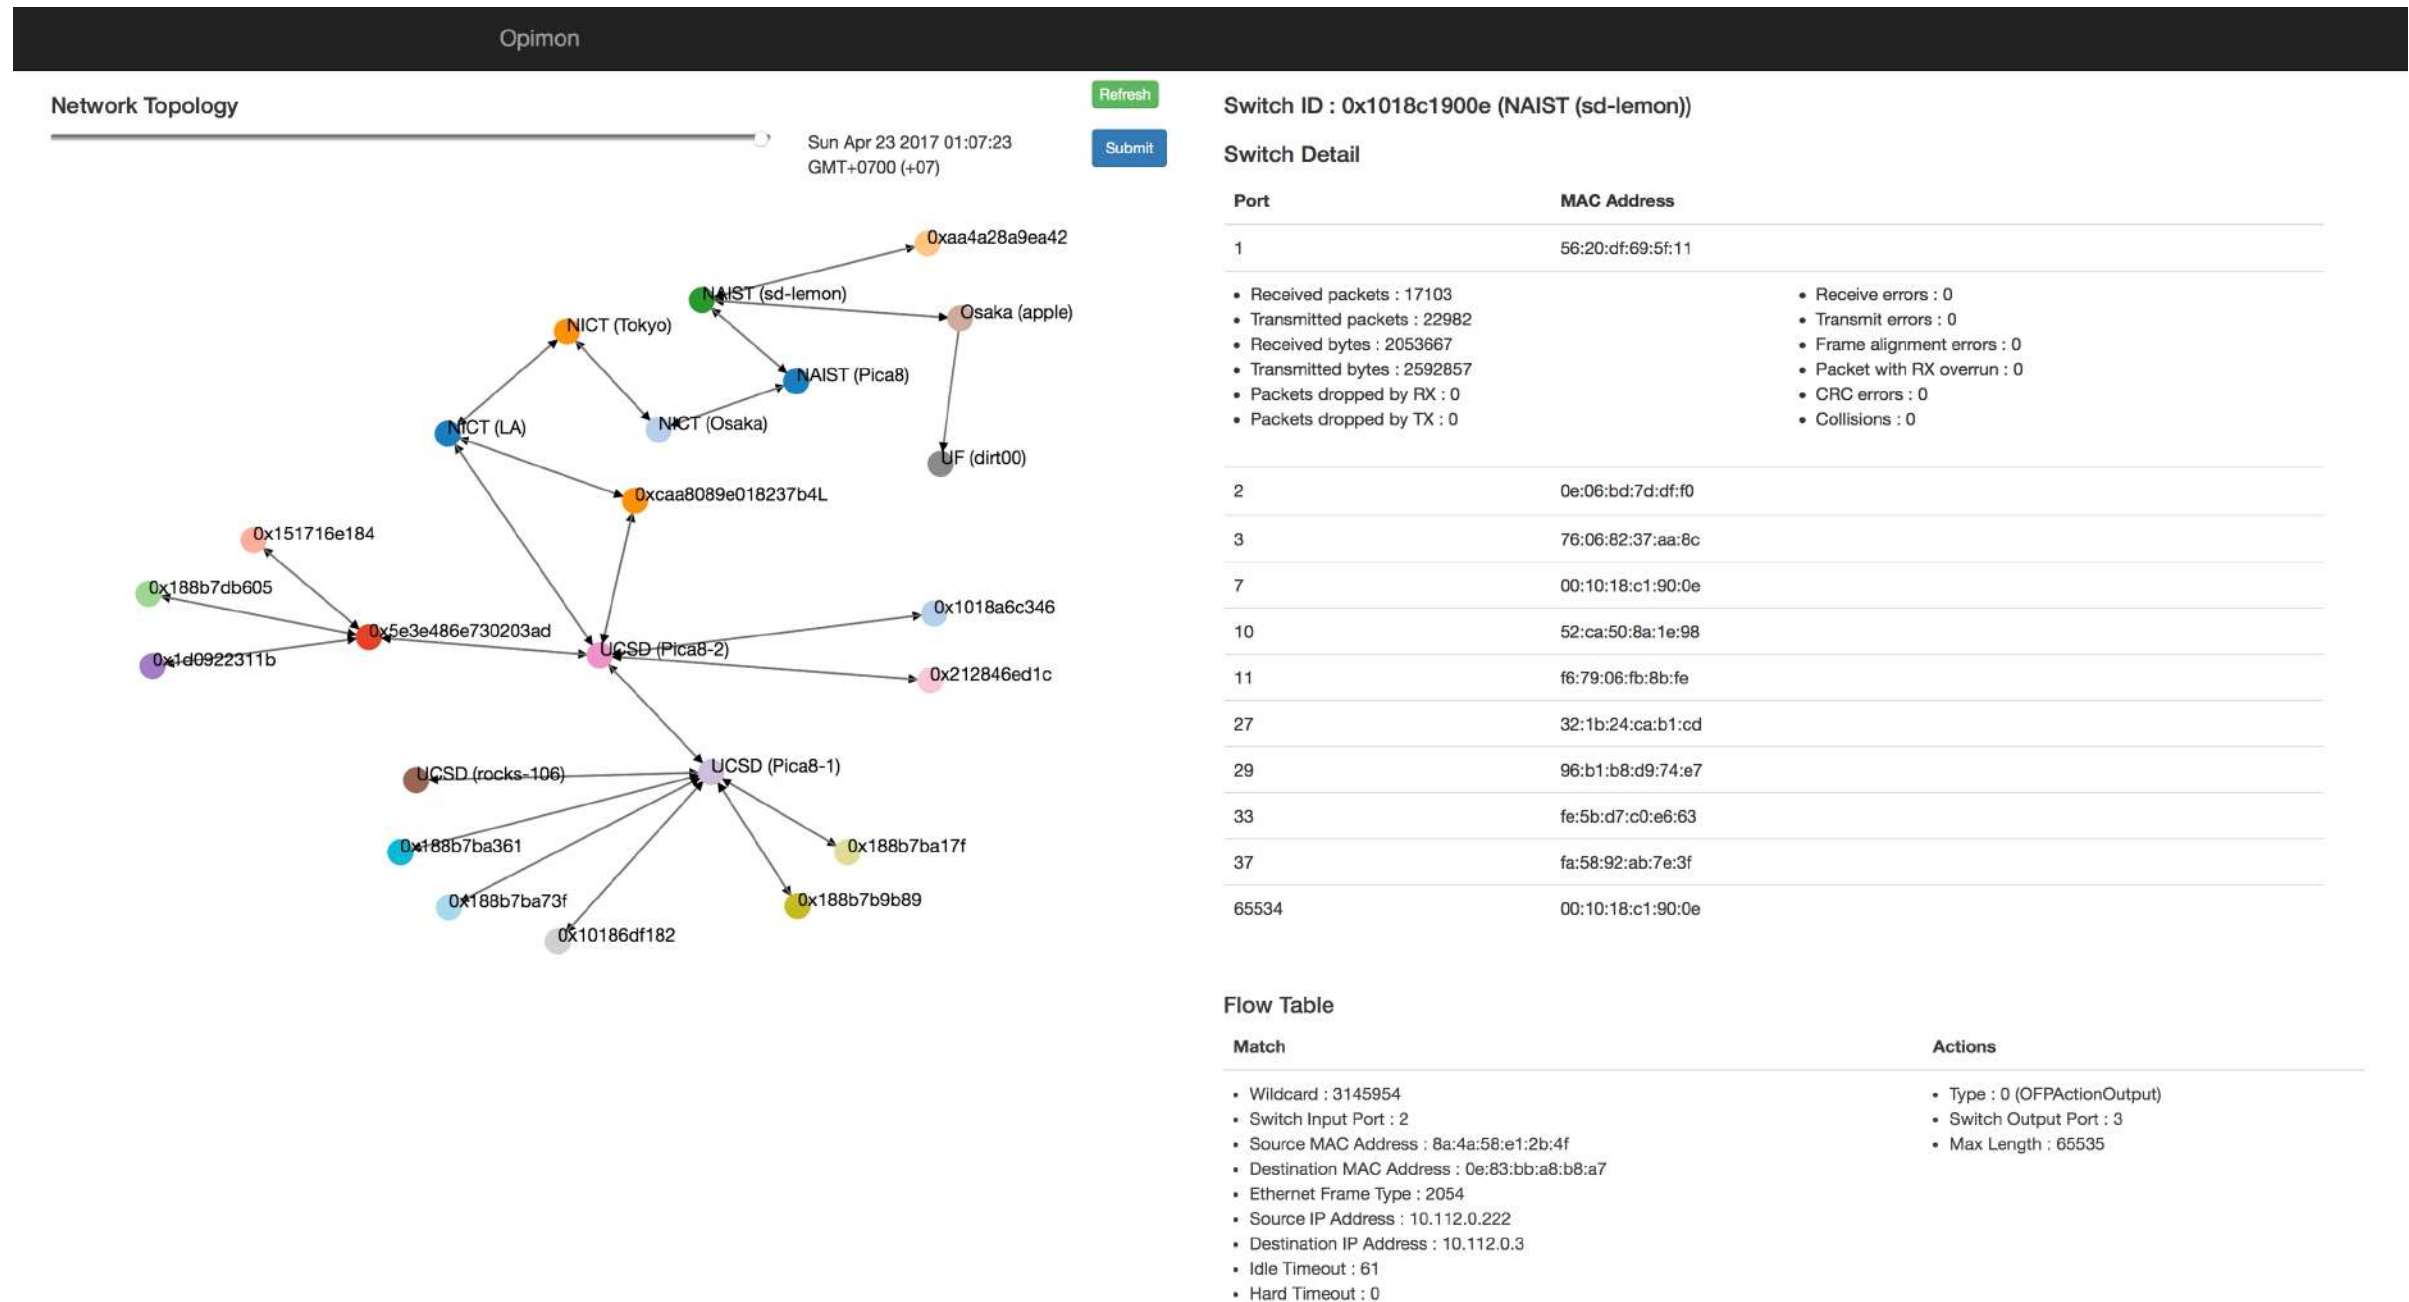 Opimon
Network Topology
Refresh
Sun Apr 23 2017 01:07:23
GMT+0700 (+07)
Submit
0xaa4a28a9ea42
NAIST (sd-lemon)
Osaka (apple)
NICT (Tokyo)
NAIST (Pica8)
NICT (LA)
NICT (Osaka)
UF (dirt00)
0xcaa8089e018237b4L
0x151716e184
0x188b7db605
0x1018a6c346
0x5e3e486e730203ad
UCSD (Pica8-2)
0x1d0922311b
0x212846ed1c
UCSD (rocks-106)
UCSD (Pica8-1)
0x188b7ba361
0x188b7ba17f
0x188b7ba73f
0x188b7b9b89
0x10186df182
Switch ID : 0x1018c1900e (NAIST (sd-lemon))
Switch Detail
Port MAC Address
1 56:20:df:69:5f:11
• Received packets : 17103
• Transmitted packets : 22982
• Received bytes : 2053667
• Transmitted bytes : 2592857
• Packets dropped by RX : 0
• Packets dropped by TX : 0
• Receive errors : 0
• Transmit errors : 0
• Frame alignment errors : 0
• Packet with RX overrun : 0
• CRC errors : 0
• Collisions : 0
2 0e:06:bd:7d:df:f0
3 76:06:82:37:aa:8c
7 00:10:18:c1:90:0e
10 52:ca:50:8a:1e:98
11 f6:79:06:fb:8b:fe
27 32:1b:24:ca:b1:cd
29 96:b1:b8:d9:74:e7
33 fe:5b:d7:c0:e6:63
37 fa:58:92:ab:7e:3f
65534 00:10:18:c1:90:0e
Flow Table
Match Actions
• Wildcard : 3145954
• Switch Input Port : 2
• Source MAC Address : 8a:4a:58:e1:2b:4f
• Destination MAC Address : 0e:83:bb:a8:b8:a7
• Ethernet Frame Type : 2054
• Source IP Address : 10.112.0.222
• Destination IP Address : 10.112.0.3
• Idle Timeout : 61
• Hard Timeout : 0
• Type : 0 (OFPActionOutput)
• Switch Output Port : 3
• Max Length : 65535